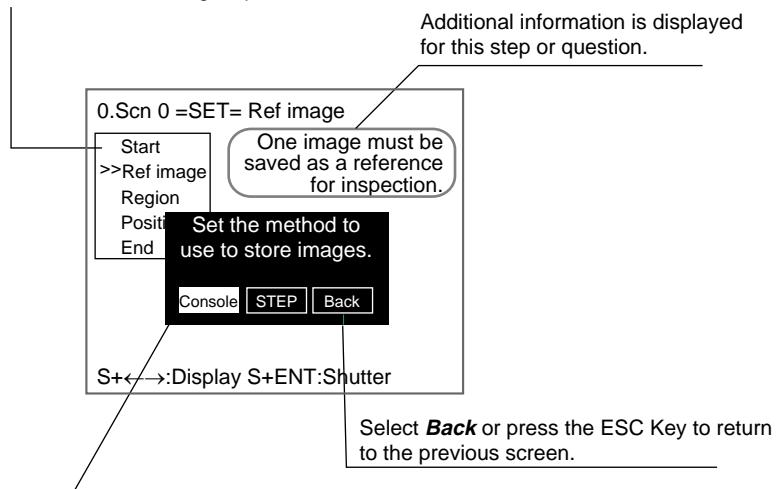 Additional information is displayed
for this step or question.
0.Scn 0 =SET= Ref image
Start
>>Ref image
Region
Positi
End
One image must be
saved as a reference
for inspection.
Set the method to
use to store images.
Console STEP Back
S+←→:Display S+ENT:Shutter
Select Back or press the ESC Key to return
to the previous screen.